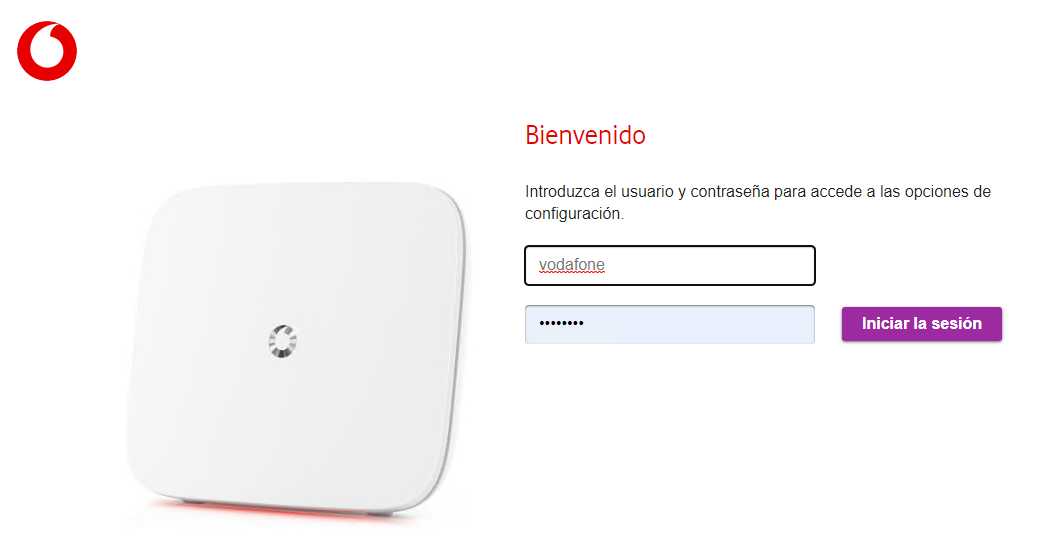 Bienvenido
Introduzca el usuario y contraseña para accede a las opciones de
configuración.
vodafone
••••••••
Iniciar la sesión